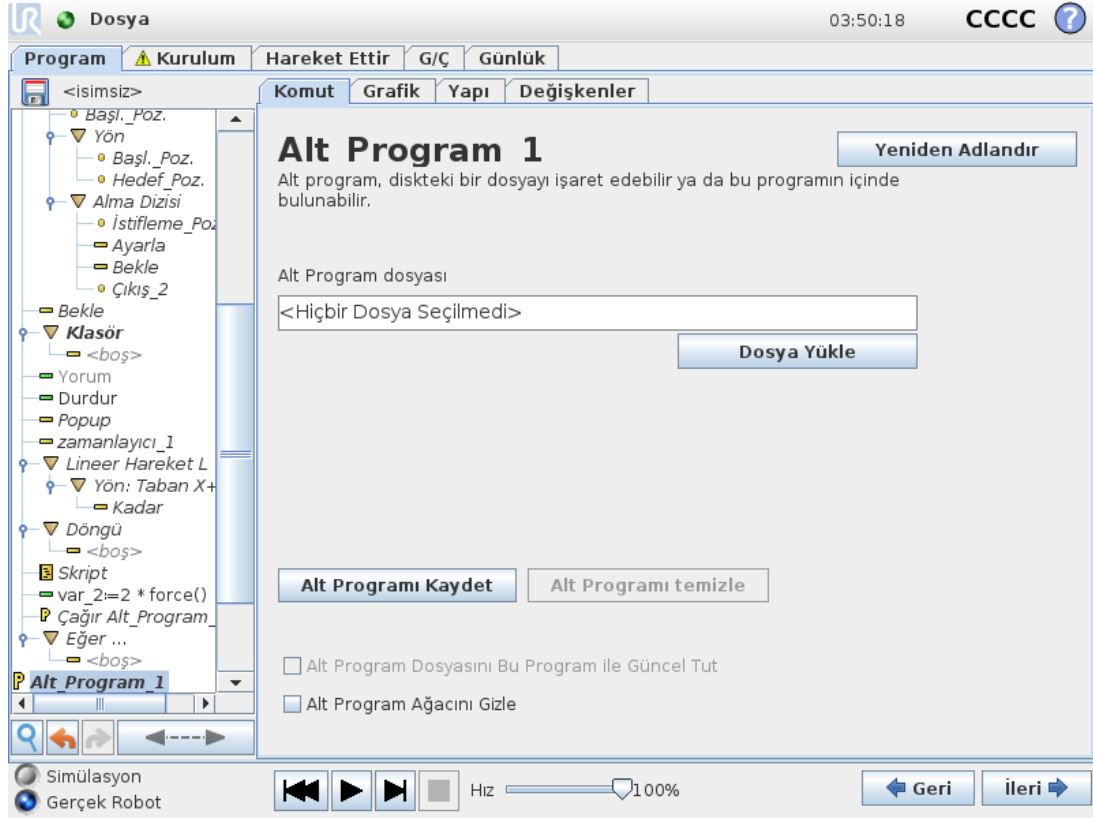 UR Dosya 03:50:18 CCCC ?
Program Kurulum Hareket Ettir G/Ç Günlük
<isimsiz> Komut Grafik Yapı Değişkenler
Başl._Poz.
Yön
Başl._Poz.
Hedef_Poz.
Alma Dizisi
İstifleme_Poz
Ayarla
Bekle
Çıkış_2
Bekle
Klasör
<boş>
Yorum
Durdur
Popup
zamanlayıcı_1
Lineer Hareket L
Yön: Taban X+
Kadar
Döngü
<boş>
Skript
var_2:=2 * force()
Çağır Alt_Program_
Eğer ...
<boş>
Alt_Program_1
Alt Program 1
Yeniden Adlandır
Alt program, diskteki bir dosyayı işaret edebilir ya da bu programın içinde
bulunabilir.
Alt Program dosyası
<Hiçbir Dosya Seçilmedi>
Dosya Yükle
Alt Programı Kaydet Alt Programı temizle
Alt Program Dosyasını Bu Program ile Güncel Tut
Alt Program Ağacını Gizle
Simülasyon
Gerçek Robot
Hız 100%
Geri İleri